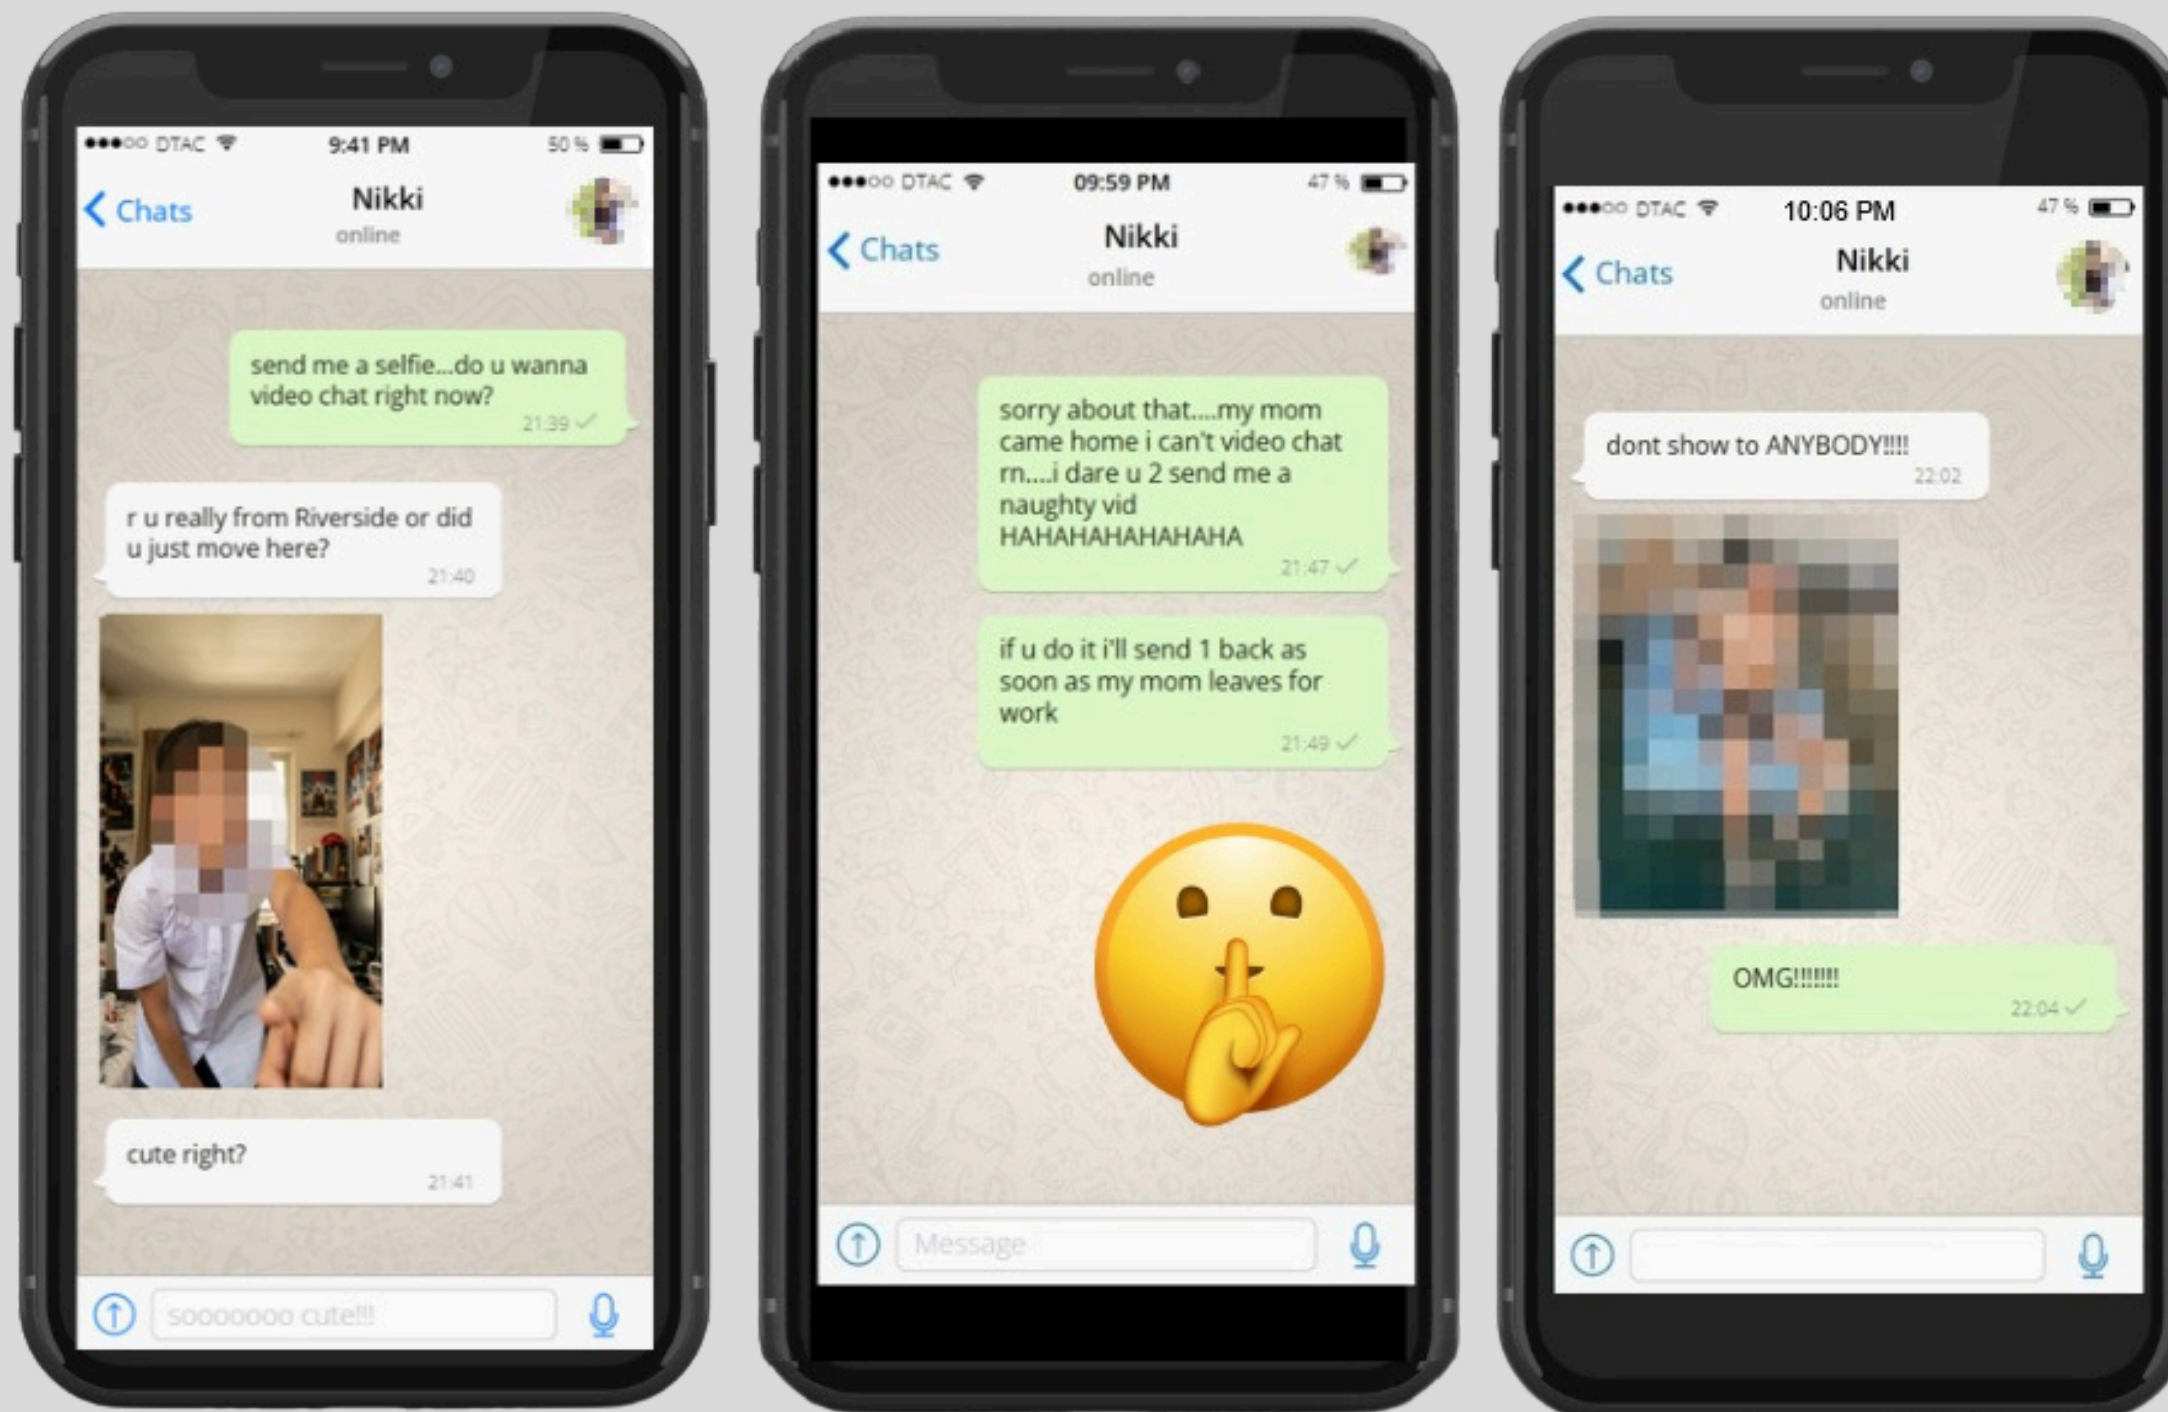 DTAC
9:41 PM
50 %
Chats
Nikki
online
send me a selfie...do u wanna
video chat right now?
21:39
r u really from Riverside or did
u just move here?
21:40
cute right?
21:41
sooooooo cute!!!
DTAC
09:59 PM
47 %
Chats
Nikki
online
sorry about that....my mom
came home i can't video chat
rn....i dare u 2 send me a
naughty vid
HAHAHAHAHAHAHA
21:47
if u do it i'll send 1 back as
soon as my mom leaves for
work
21:49
Message
DTAC
10:06 PM
47 %
Chats
Nikki
online
dont show to ANYBODY!!!!
22:02
OMG!!!!!!!
22:04